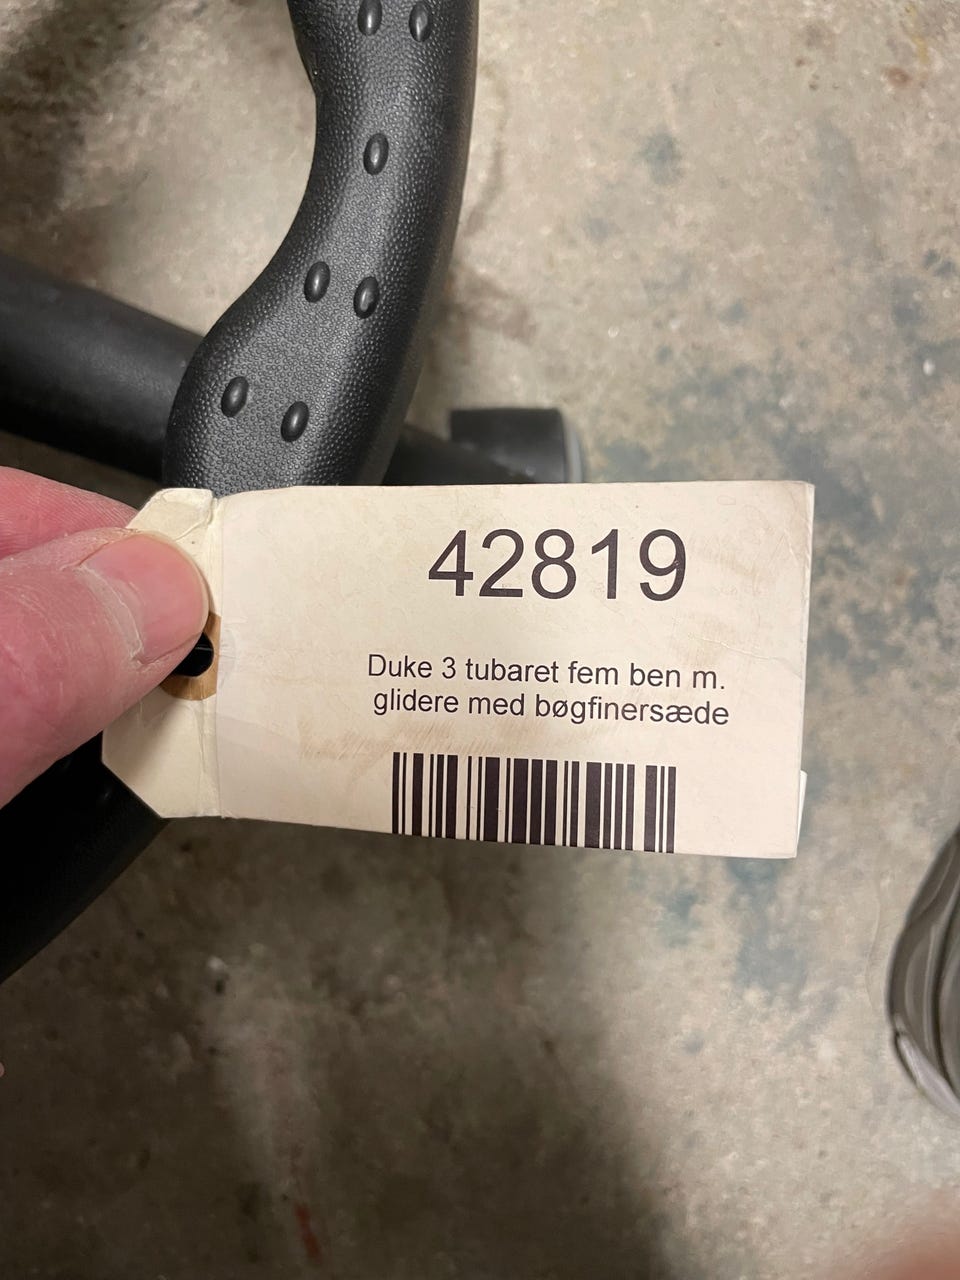 42819
Duke 3 tubaret fem ben m.
glidere med bøgfinersæde